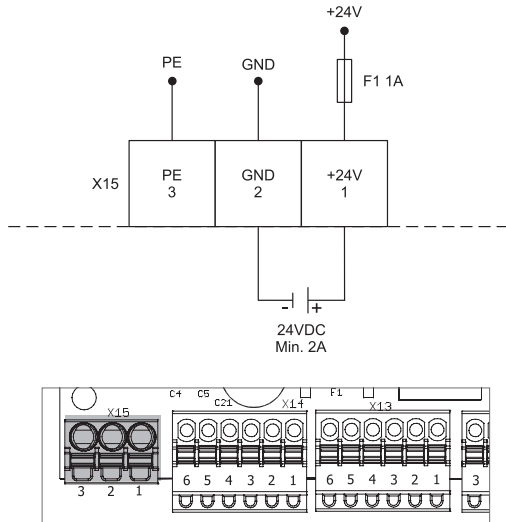 +24V
PE GND
F1 1A
X15
PE GND +24V
3 2 1
- +
24VDC
Min. 2A
C4 C5 C21 F1
X15 X14 X13
6 5 4 3 2 1 6 5 4 3 2 1 3
3 2 1